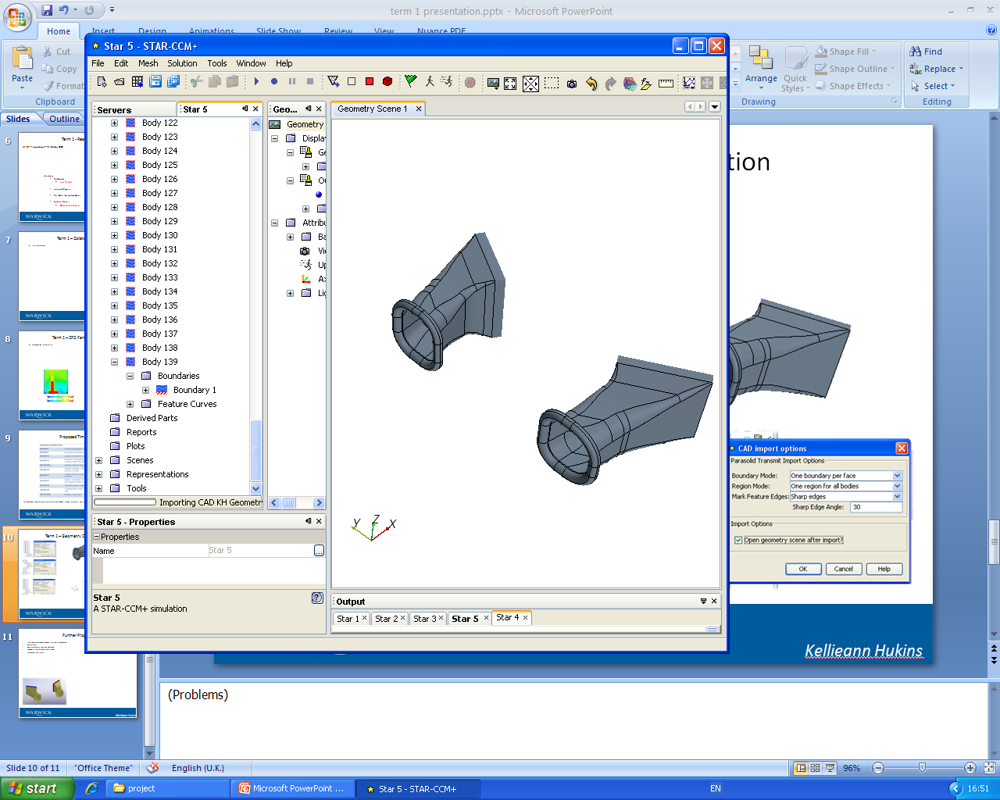 term 1 presentation.pptx - Microsoft PowerPoint
Home Insert Design Animations Slide Show Review View Nuance PDF
Paste
Cut
Copy
Format
Clipboard
Arrange
Quick Styles
Shape Fill
Shape Outline
Shape Effects
Drawing
Find
Replace
Select
Editing
Slides Outline
Star 5 - STAR-CCM+
File Edit Mesh Solution Tools Window Help
Servers Star 5
Geo...
Geometry Scene 1
Body 122
Body 123
Body 124
Body 125
Body 126
Body 127
Body 128
Body 129
Body 130
Body 131
Body 132
Body 133
Body 134
Body 135
Body 136
Body 137
Body 138
Body 139
Boundaries
Boundary 1
Feature Curves
Derived Parts
Reports
Plots
Scenes
Representations
Tools
Importing CAD KH Geometr
Geometry
Display
Ge
Ou
Attribu
Ba
Vi
Up
Ax
Lig
Star 5 - Properties
Properties
Name Star 5
Star 5
A STAR-CCM+ simulation
Y Z X
Output
Star 1 Star 2 Star 3 Star 5 Star 4
6
WARWICK
7
WARWICK
8
WARWICK
9
WARWICK
10
WARWICK
11
WARWICK
tion
CAD import options
Parasolid Transmit Import Options
Boundary Mode: One boundary per face
Region Mode: One region for all bodies
Mark Feature Edges: Sharp edges
Sharp Edge Angle: 30
Import Options
Open geometry scene after import?
OK Cancel Help
Kellieann Hukins
(Problems)
Slide 10 of 11 "Office Theme" English (U.K.) 96%
start project Microsoft PowerPoint ... Star 5 - STAR-CCM+ EN 16:51